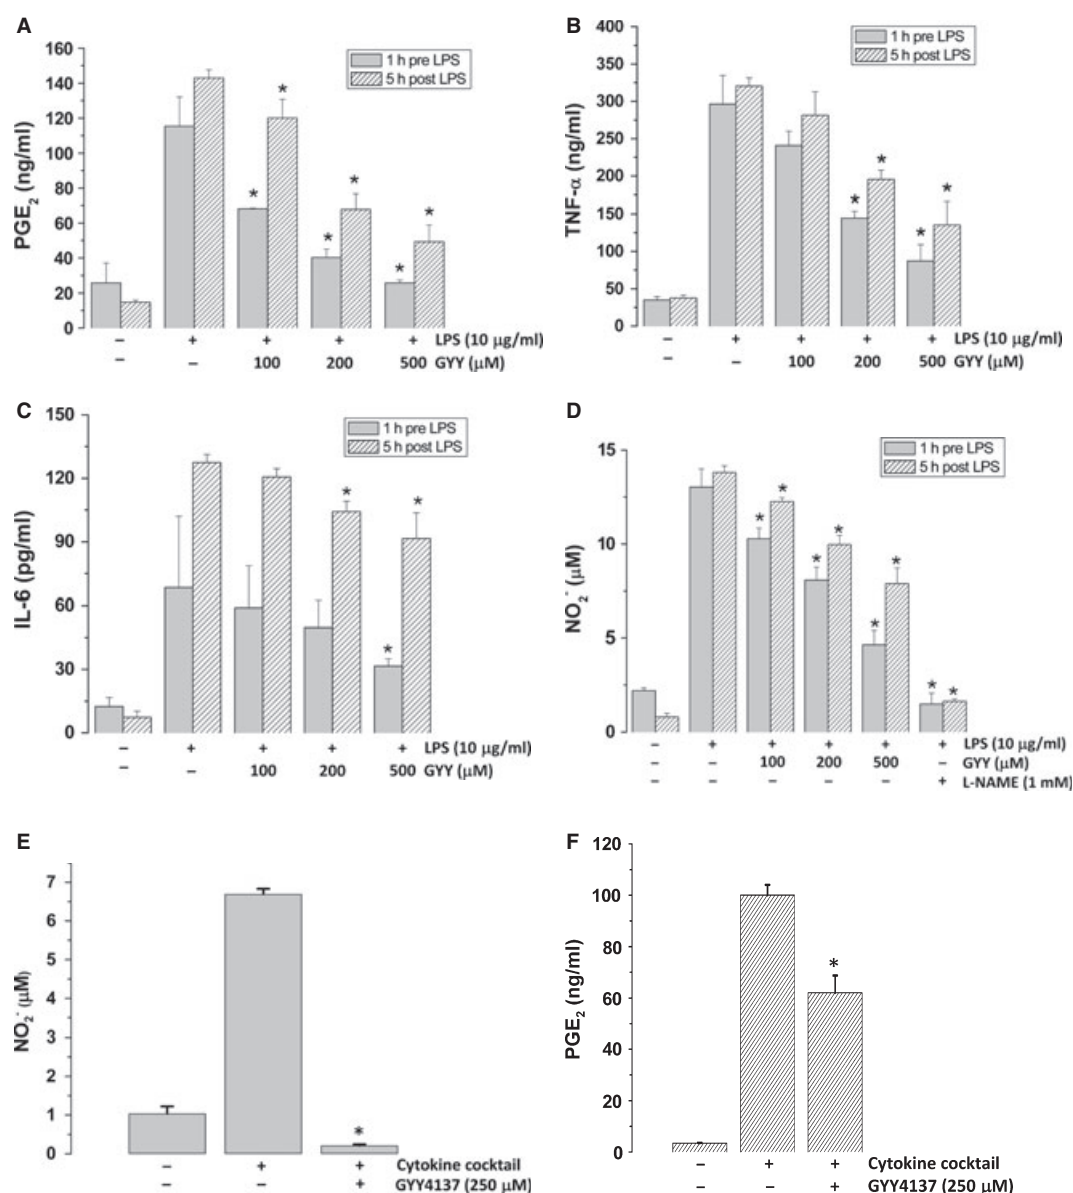 A
160
140
120
100
80
60
40
20
0
PGE2 (ng/ml)
1 h pre LPS
5 h post LPS
* * * * * *
– + + + + LPS (10 µg/ml)
– – 100 200 500 GYY (µM)
B
400
350
300
250
200
150
100
50
0
TNF-α (ng/ml)
1 h pre LPS
5 h post LPS
* * * *
– + + + + LPS (10 µg/ml)
– – 100 200 500 GYY (µM)
C
150
120
90
60
30
0
IL-6 (pg/ml)
1 h pre LPS
5 h post LPS
* * *
– + + + + LPS (10 µg/ml)
– – 100 200 500 GYY (µM)
D
15
10
5
0
NO2- (µM)
1 h pre LPS
5 h post LPS
* * * * * * * *
– + + + + + LPS (10 µg/ml)
– – 100 200 500 – GYY (µM)
– – – – – + L-NAME (1 mM)
E
7
6
5
4
3
2
1
0
NO2- (µM)
*
– + + Cytokine cocktail
– – + GYY4137 (250 µM)
F
120
100
80
60
40
20
0
PGE2 (ng/ml)
*
– + + Cytokine cocktail
– – + GYY4137 (250 µM)